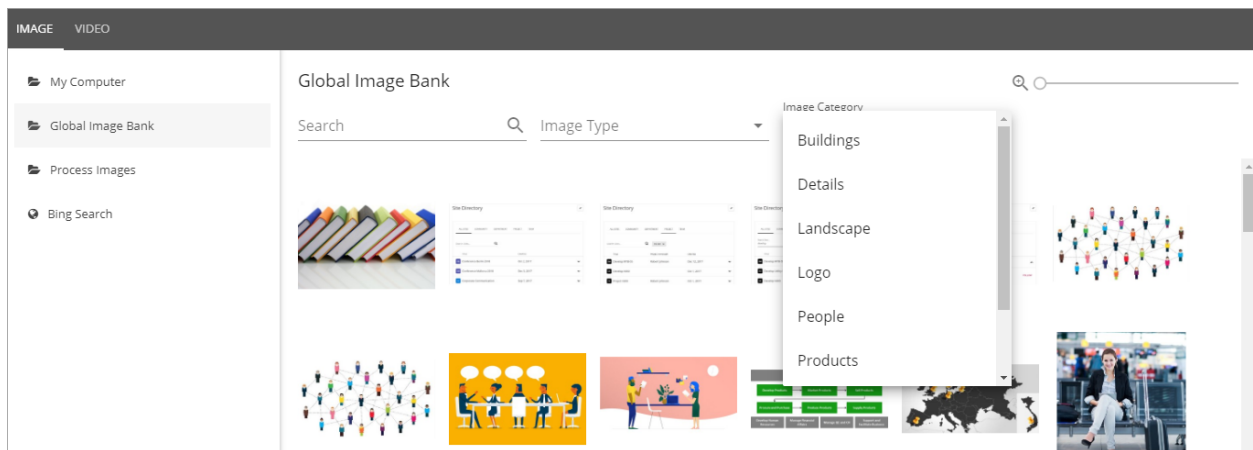 IMAGE VIDEO
My Computer
Global Image Bank
Process Images
Bing Search
Global Image Bank
Search
Image Type
Image Category
Buildings
Details
Landscape
Logo
People
Products
Site Directory
Site Directory
Site Directory